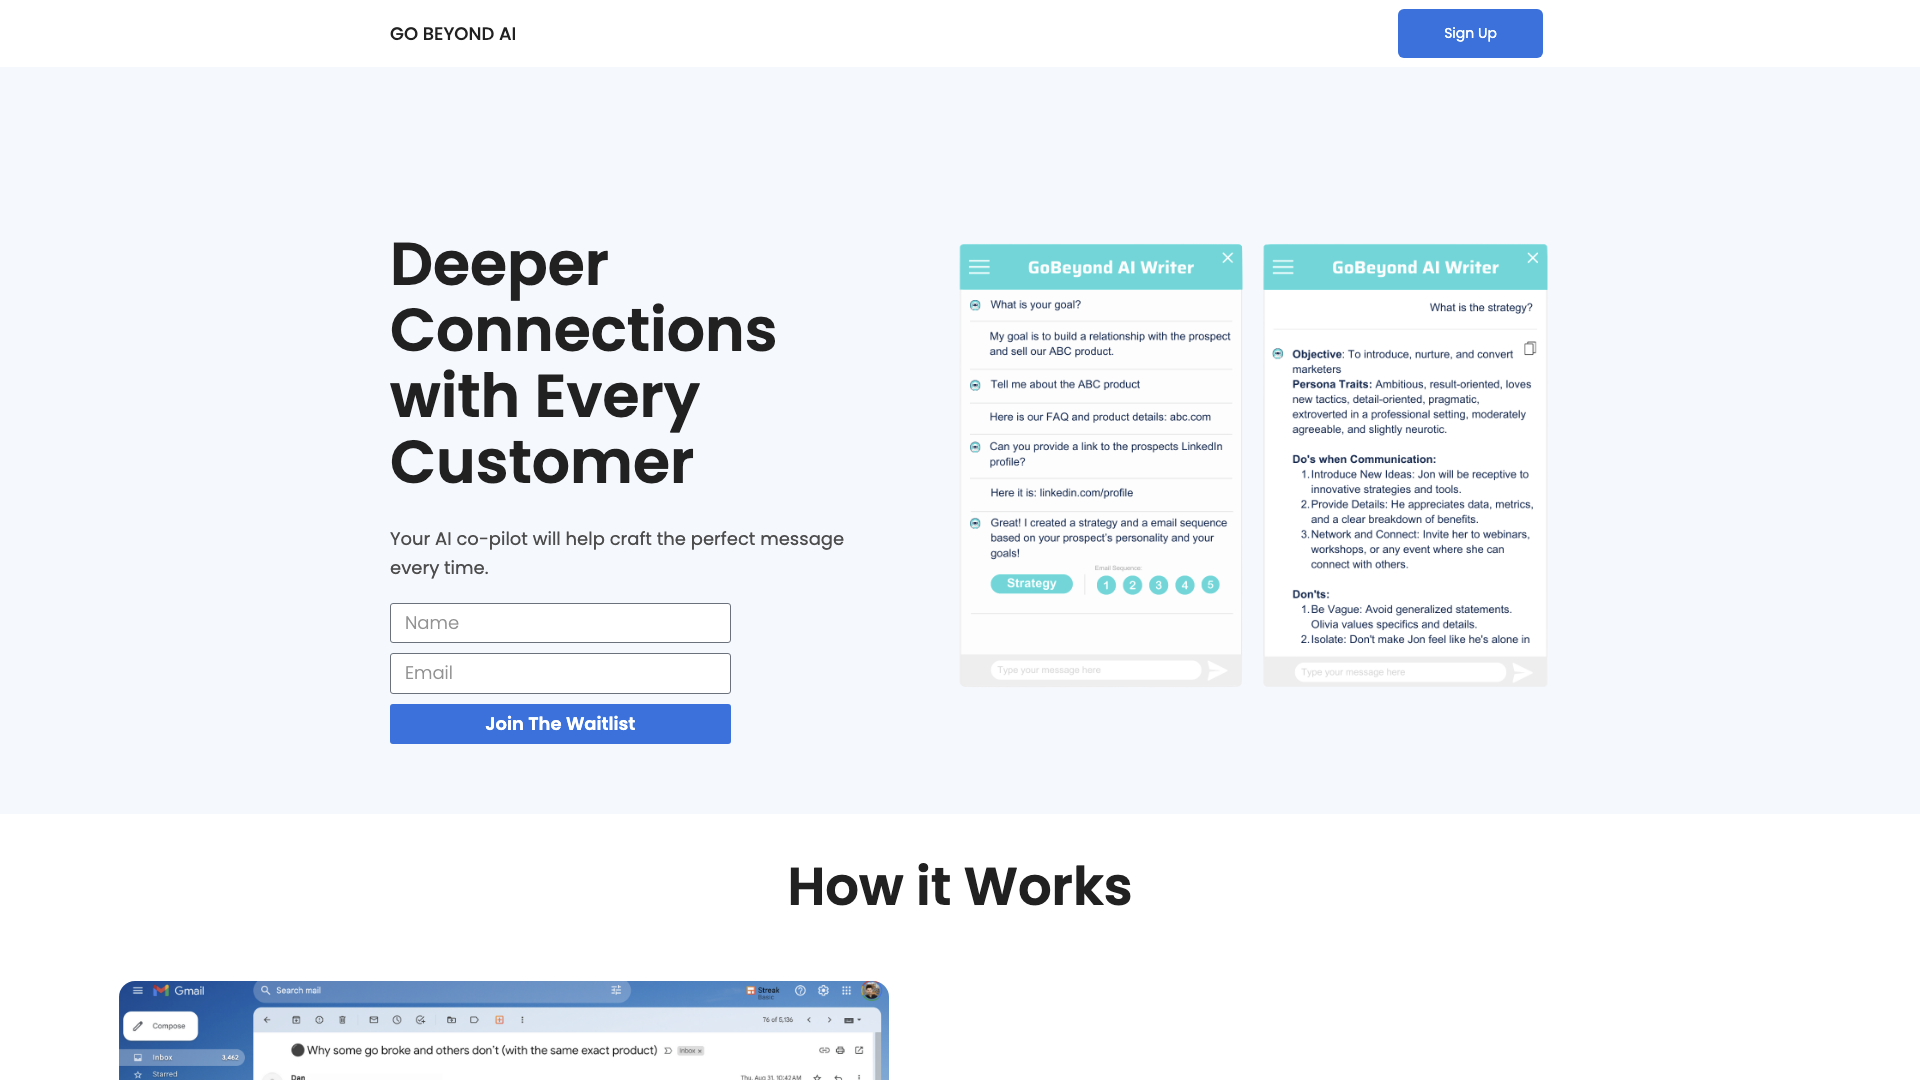 GO BEYOND AI
Sign Up
Deeper
Connections
with Every
Customer
Your AI co-pilot will help craft the perfect message
every time.
Name
Email
Join The Waitlist
GoBeyond AI Writer
What is your goal?
My goal is to build a relationship with the prospect
and sell our ABC product.
Tell me about the ABC product
Here is our FAQ and product details: abc.com
Can you provide a link to the prospects LinkedIn
profile?
Here it is: linkedin.com/profile
Great! I created a strategy and a email sequence
based on your prospect's personality and your
goals!
Email Sequence:
Strategy 1 2 3 4 5
Type your message here
GoBeyond AI Writer
What is the strategy?
Objective: To introduce, nurture, and convert
marketers
Persona Traits: Ambitious, result-oriented, loves
new tactics, detail-oriented, pragmatic,
extroverted in a professional setting, moderately
agreeable, and slightly neurotic.
Do's when Communication:
1. Introduce New Ideas: Jon will be receptive to
innovative strategies and tools.
2. Provide Details: He appreciates data, metrics,
and a clear breakdown of benefits.
3. Network and Connect: Invite her to webinars,
workshops, or any event where she can
connect with others.
Don'ts:
1. Be Vague: Avoid generalized statements.
Olivia values specifics and details.
2. Isolate: Don't make Jon feel like he's alone in
Type your message here
How it Works
Gmail
Search mail
Streak
Basic
Compose
76 of 5,136
Why some go broke and others don't (with the same exact product)
Inbox x
Inbox 3,462
Starred
Dan
Thu, Aug 31, 10:42 AM